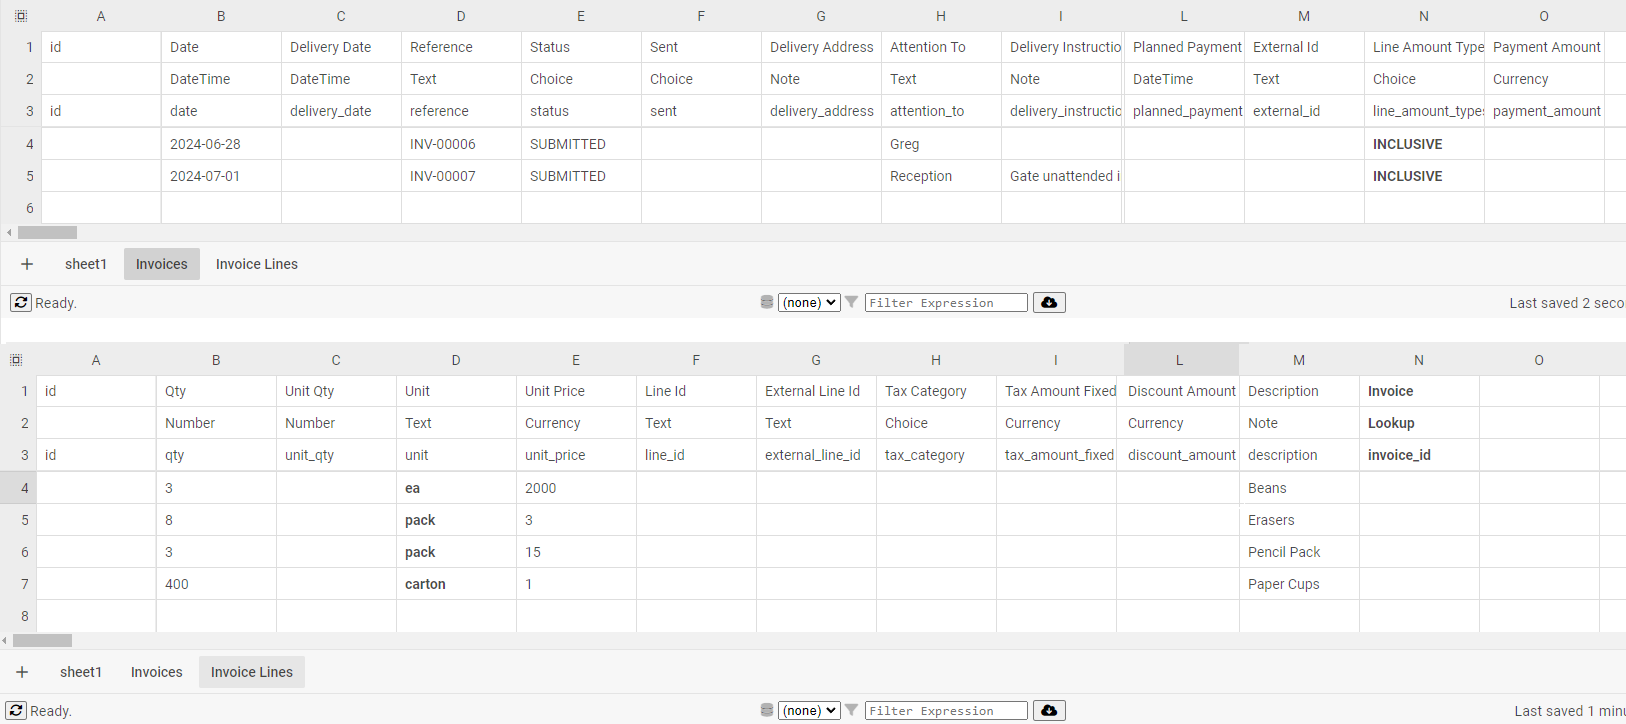 A B C D E F G H I L M N O
1 id Date Delivery Date Reference Status Sent Delivery Address Attention To Delivery Instructio Planned Payment External Id Line Amount Type Payment Amount
2 DateTime DateTime Text Choice Choice Note Text Note DateTime Text Choice Currency
3 id date delivery_date reference status sent delivery_address attention_to delivery_instructio planned_payment external_id line_amount_type payment_amount
4 2024-06-28 INV-00006 SUBMITTED Greg INCLUSIVE
5 2024-07-01 INV-00007 SUBMITTED Reception Gate unattended i INCLUSIVE
6
+ sheet1 Invoices Invoice Lines
Ready. (none) Filter Expression Last saved 2 seco
A B C D E F G H I L M N O
1 id Qty Unit Qty Unit Unit Price Line Id External Line Id Tax Category Tax Amount Fixed Discount Amount Description Invoice
2 Number Number Text Currency Text Text Choice Currency Currency Note Lookup
3 id qty unit_qty unit unit_price line_id external_line_id tax_category tax_amount_fixed discount_amount description invoice_id
4 3 ea 2000 Beans
5 8 pack 3 Erasers
6 3 pack 15 Pencil Pack
7 400 carton 1 Paper Cups
8
+ sheet1 Invoices Invoice Lines
Ready. (none) Filter Expression Last saved 1 minu